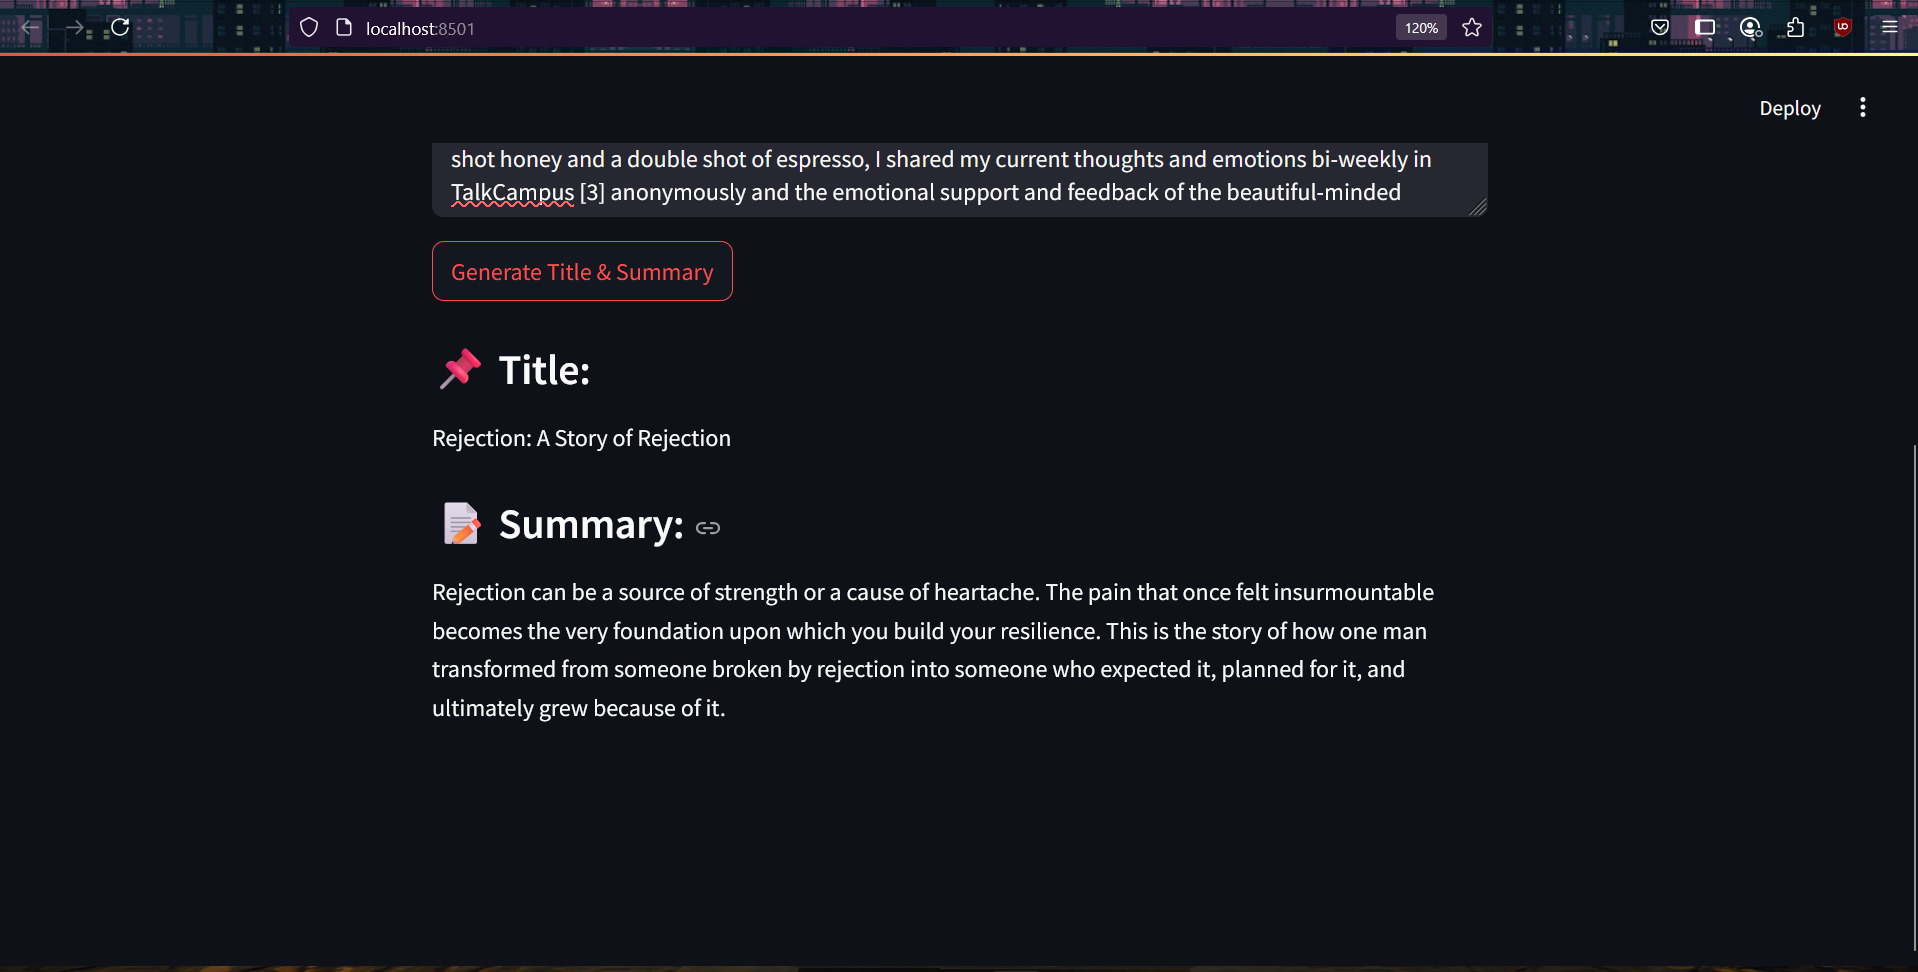 localhost:8501
120%
Deploy
shot honey and a double shot of espresso, I shared my current thoughts and emotions bi-weekly in
TalkCampus [3] anonymously and the emotional support and feedback of the beautiful-minded
Generate Title & Summary
📌 Title:
Rejection: A Story of Rejection
📝 Summary:
Rejection can be a source of strength or a cause of heartache. The pain that once felt insurmountable
becomes the very foundation upon which you build your resilience. This is the story of how one man
transformed from someone broken by rejection into someone who expected it, planned for it, and
ultimately grew because of it.